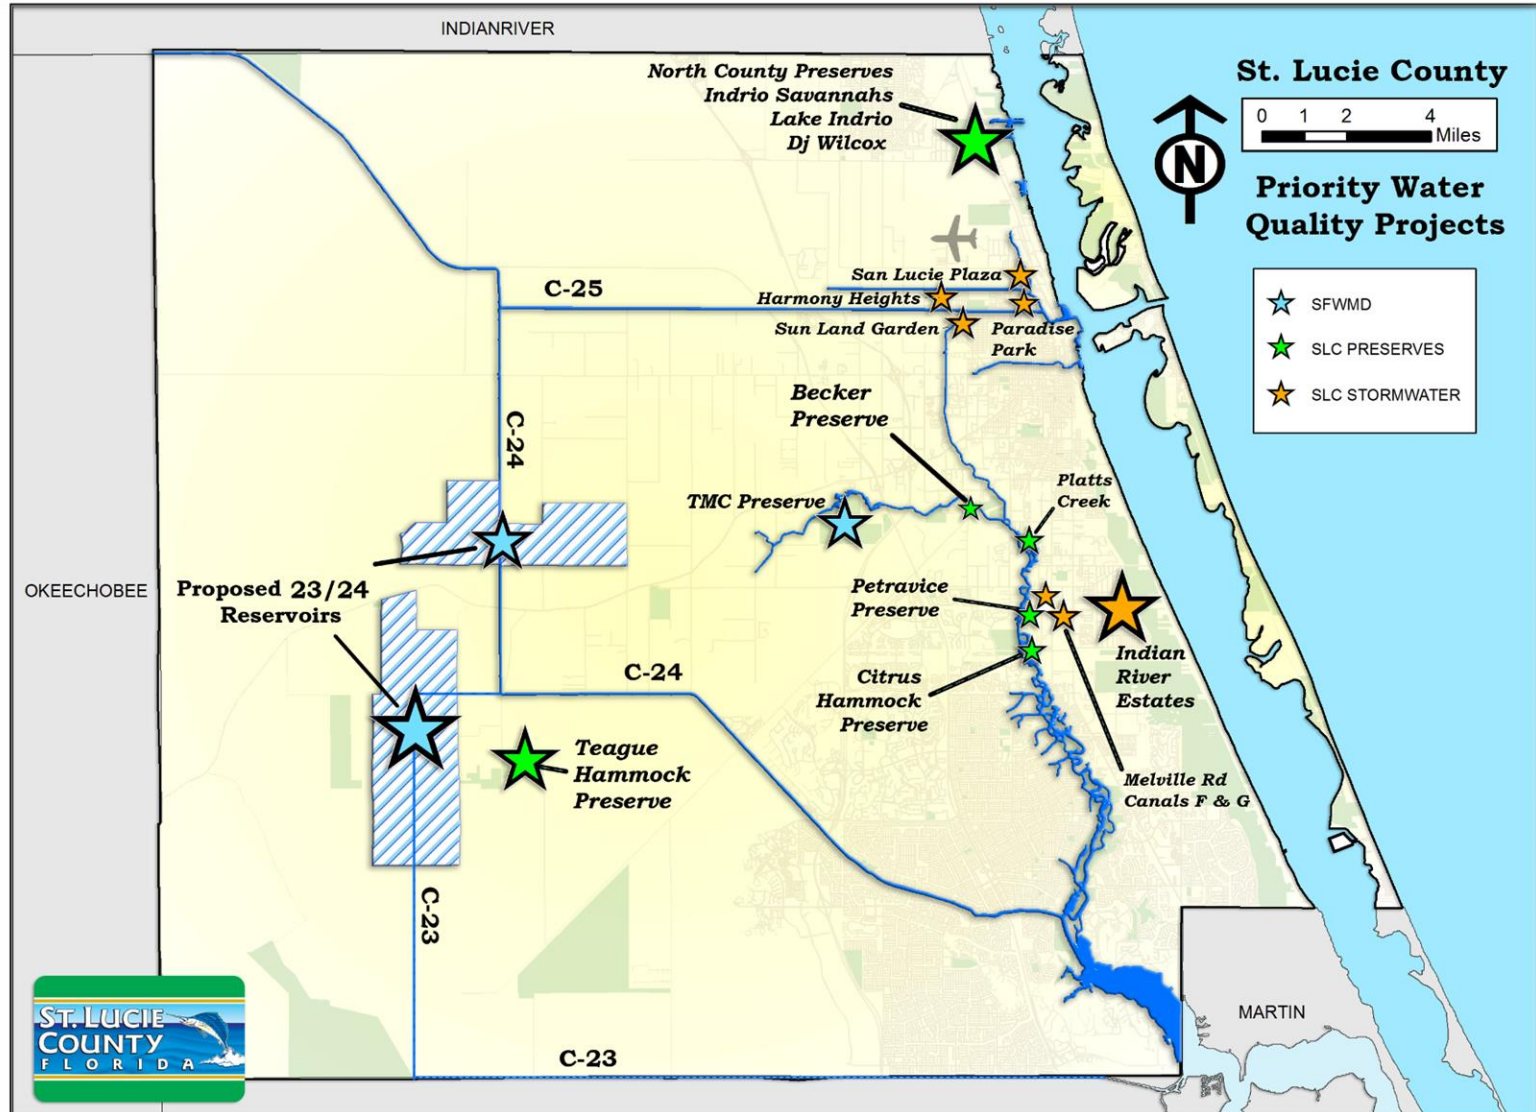 INDIANRIVER
North County Preserves
Indrio Savannahs
Lake Indrio
Dj Wilcox
St. Lucie County
0 1 2 4
Miles
N
Priority Water
Quality Projects
SFWMD
SLC PRESERVES
SLC STORMWATER
San Lucie Plaza
C-25
Harmony Heights
Sun Land Garden
Paradise
Park
Becker
Preserve
C-24
TMC Preserve
Platts
Creek
OKEECHOBEE
Proposed 23/24
Reservoirs
Petravice
Preserve
C-24
Citrus
Hammock
Preserve
Indian
River
Estates
Teague
Hammock
Preserve
Melville Rd
Canals F & G
C-23
ST. LUCIE
COUNTY
FLORIDA
MARTIN
C-23